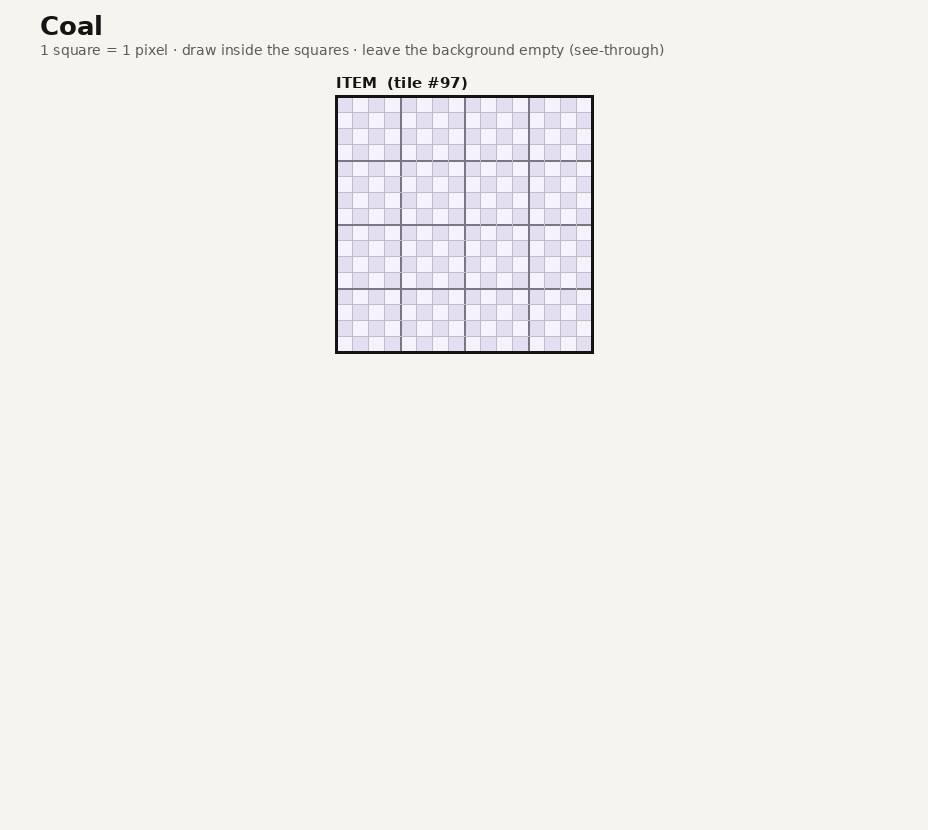 Coal
1 square = 1 pixel · draw inside the squares · leave the background empty (see-through)
ITEM (tile #97)